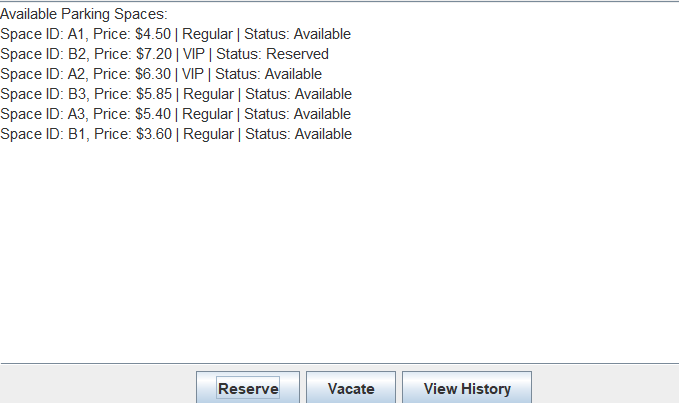 Available Parking Spaces:
Space ID: A1, Price: $4.50 | Regular | Status: Available
Space ID: B2, Price: $7.20 | VIP | Status: Reserved
Space ID: A2, Price: $6.30 | VIP | Status: Available
Space ID: B3, Price: $5.85 | Regular | Status: Available
Space ID: A3, Price: $5.40 | Regular | Status: Available
Space ID: B1, Price: $3.60 | Regular | Status: Available
Reserve
Vacate
View History